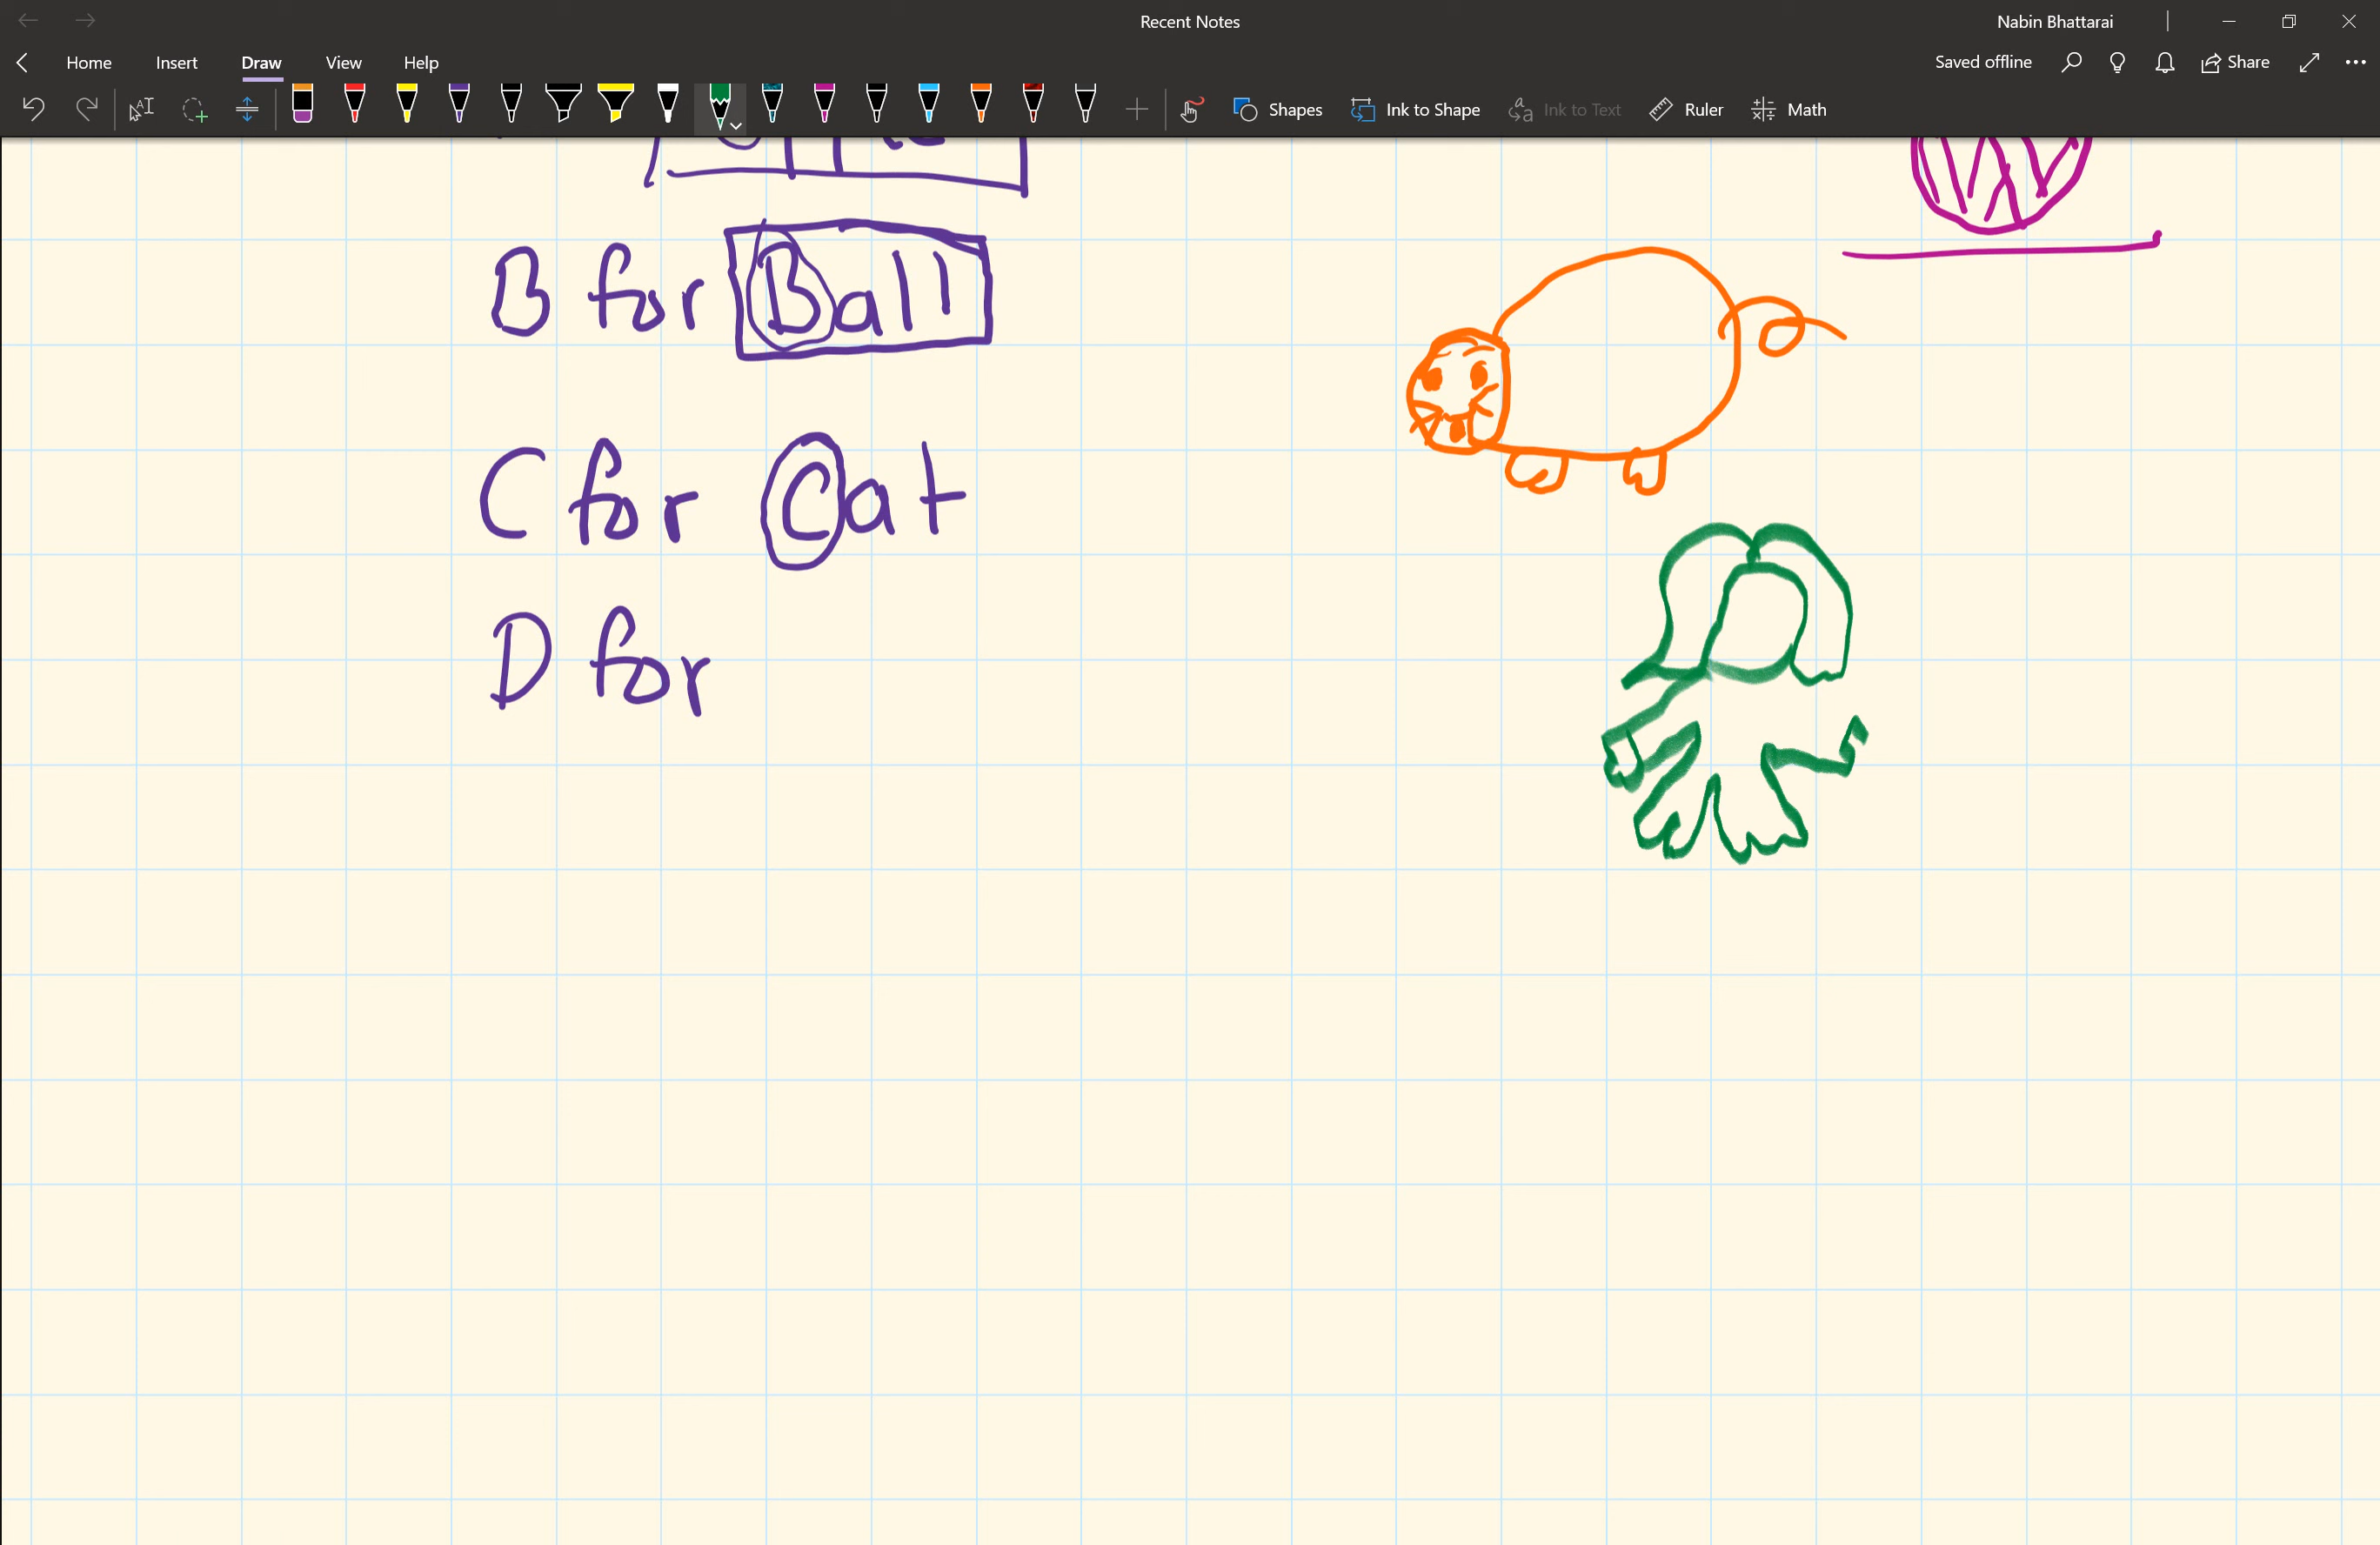 Recent Notes
Nabin Bhattarai
Home Insert Draw View Help
Saved offline
Share
Shapes
Ink to Shape
Ink to Text
Ruler
Math
B for Ball
C for Cat
D for